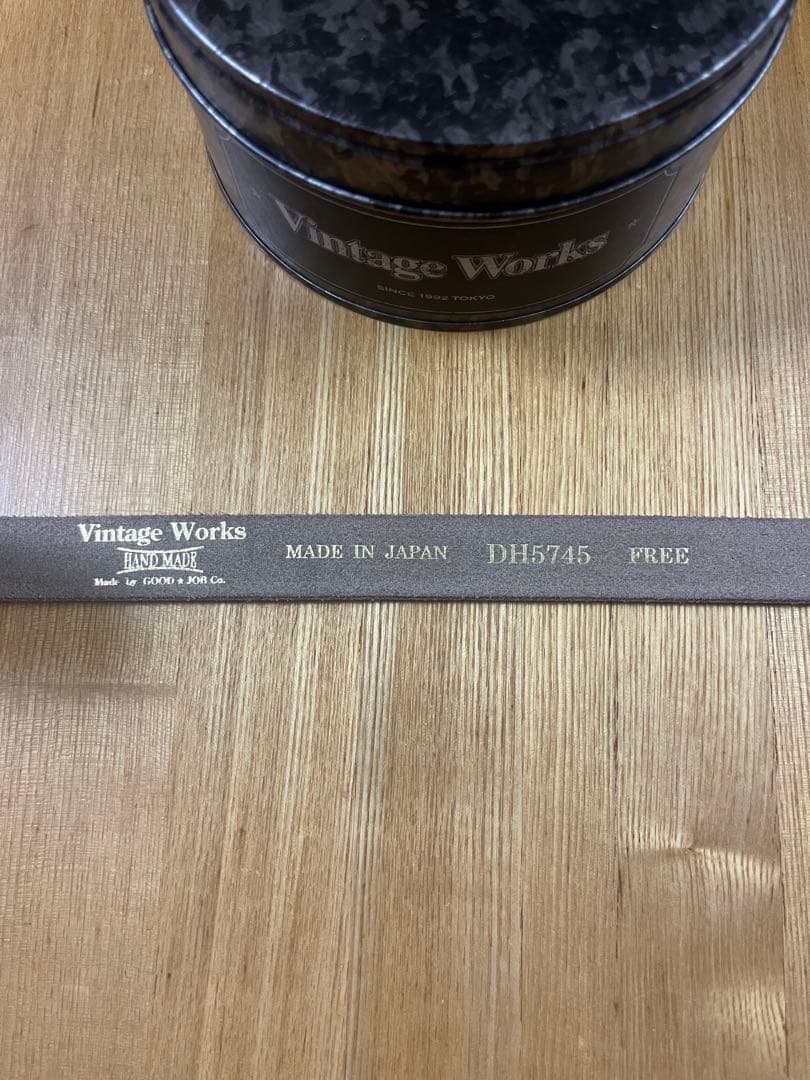 Vintage Works
SINCE 1992 TOKYO
Vintage Works
HAND MADE
Made by GOOD★JOB Co.
MADE IN JAPAN DH5745 FREE